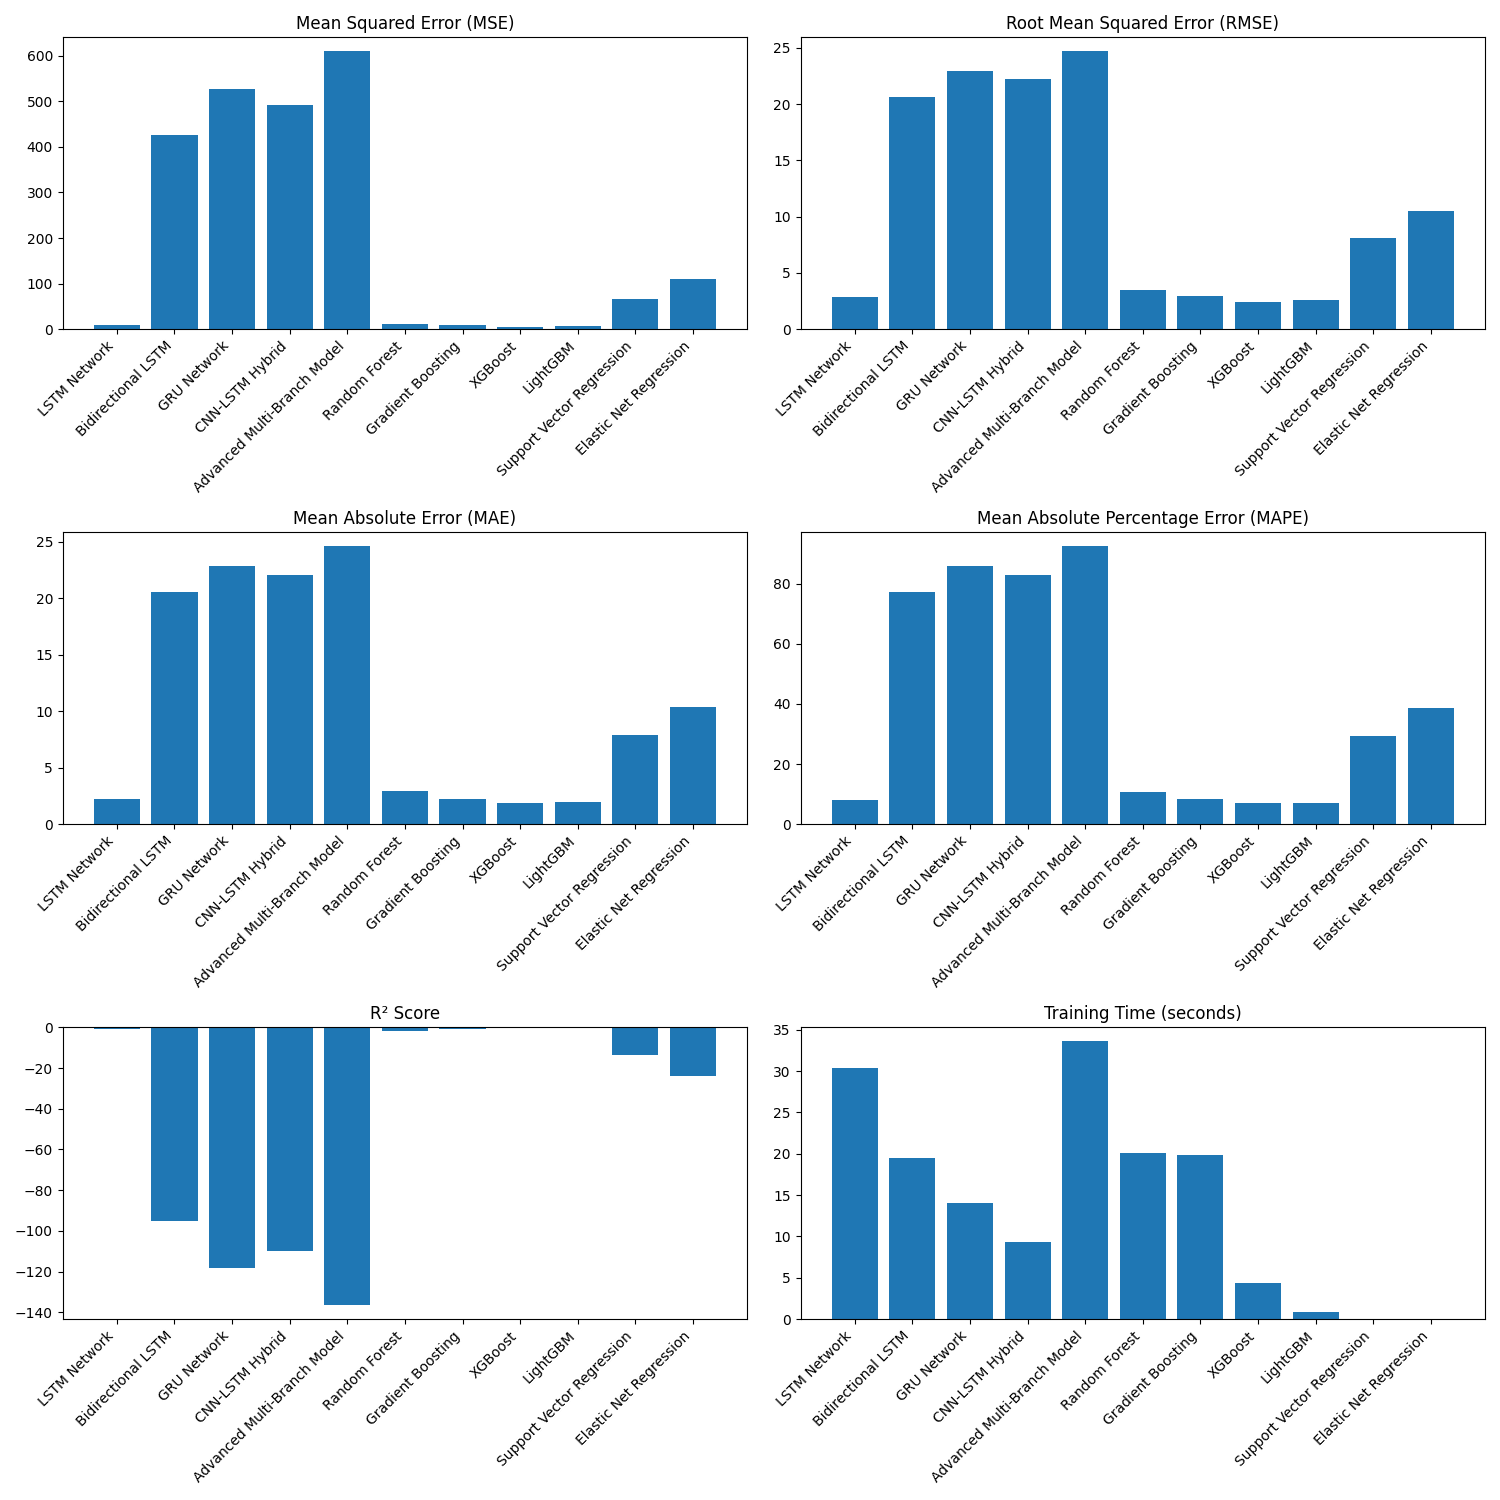 Mean Squared Error (MSE)
600
500
400
300
200
100
0
LSTM Network
Bidirectional LSTM
GRU Network
CNN-LSTM Hybrid
Advanced Multi-Branch Model
Random Forest
Gradient Boosting
XGBoost
LightGBM
Support Vector Regression
Elastic Net Regression
Root Mean Squared Error (RMSE)
25
20
15
10
5
0
LSTM Network
Bidirectional LSTM
GRU Network
CNN-LSTM Hybrid
Advanced Multi-Branch Model
Random Forest
Gradient Boosting
XGBoost
LightGBM
Support Vector Regression
Elastic Net Regression
Mean Absolute Error (MAE)
25
20
15
10
5
0
LSTM Network
Bidirectional LSTM
GRU Network
CNN-LSTM Hybrid
Advanced Multi-Branch Model
Random Forest
Gradient Boosting
XGBoost
LightGBM
Support Vector Regression
Elastic Net Regression
Mean Absolute Percentage Error (MAPE)
80
60
40
20
0
LSTM Network
Bidirectional LSTM
GRU Network
CNN-LSTM Hybrid
Advanced Multi-Branch Model
Random Forest
Gradient Boosting
XGBoost
LightGBM
Support Vector Regression
Elastic Net Regression
R² Score
0
−20
−40
−60
−80
−100
−120
−140
LSTM Network
Bidirectional LSTM
GRU Network
CNN-LSTM Hybrid
Advanced Multi-Branch Model
Random Forest
Gradient Boosting
XGBoost
LightGBM
Support Vector Regression
Elastic Net Regression
Training Time (seconds)
35
30
25
20
15
10
5
0
LSTM Network
Bidirectional LSTM
GRU Network
CNN-LSTM Hybrid
Advanced Multi-Branch Model
Random Forest
Gradient Boosting
XGBoost
LightGBM
Support Vector Regression
Elastic Net Regression